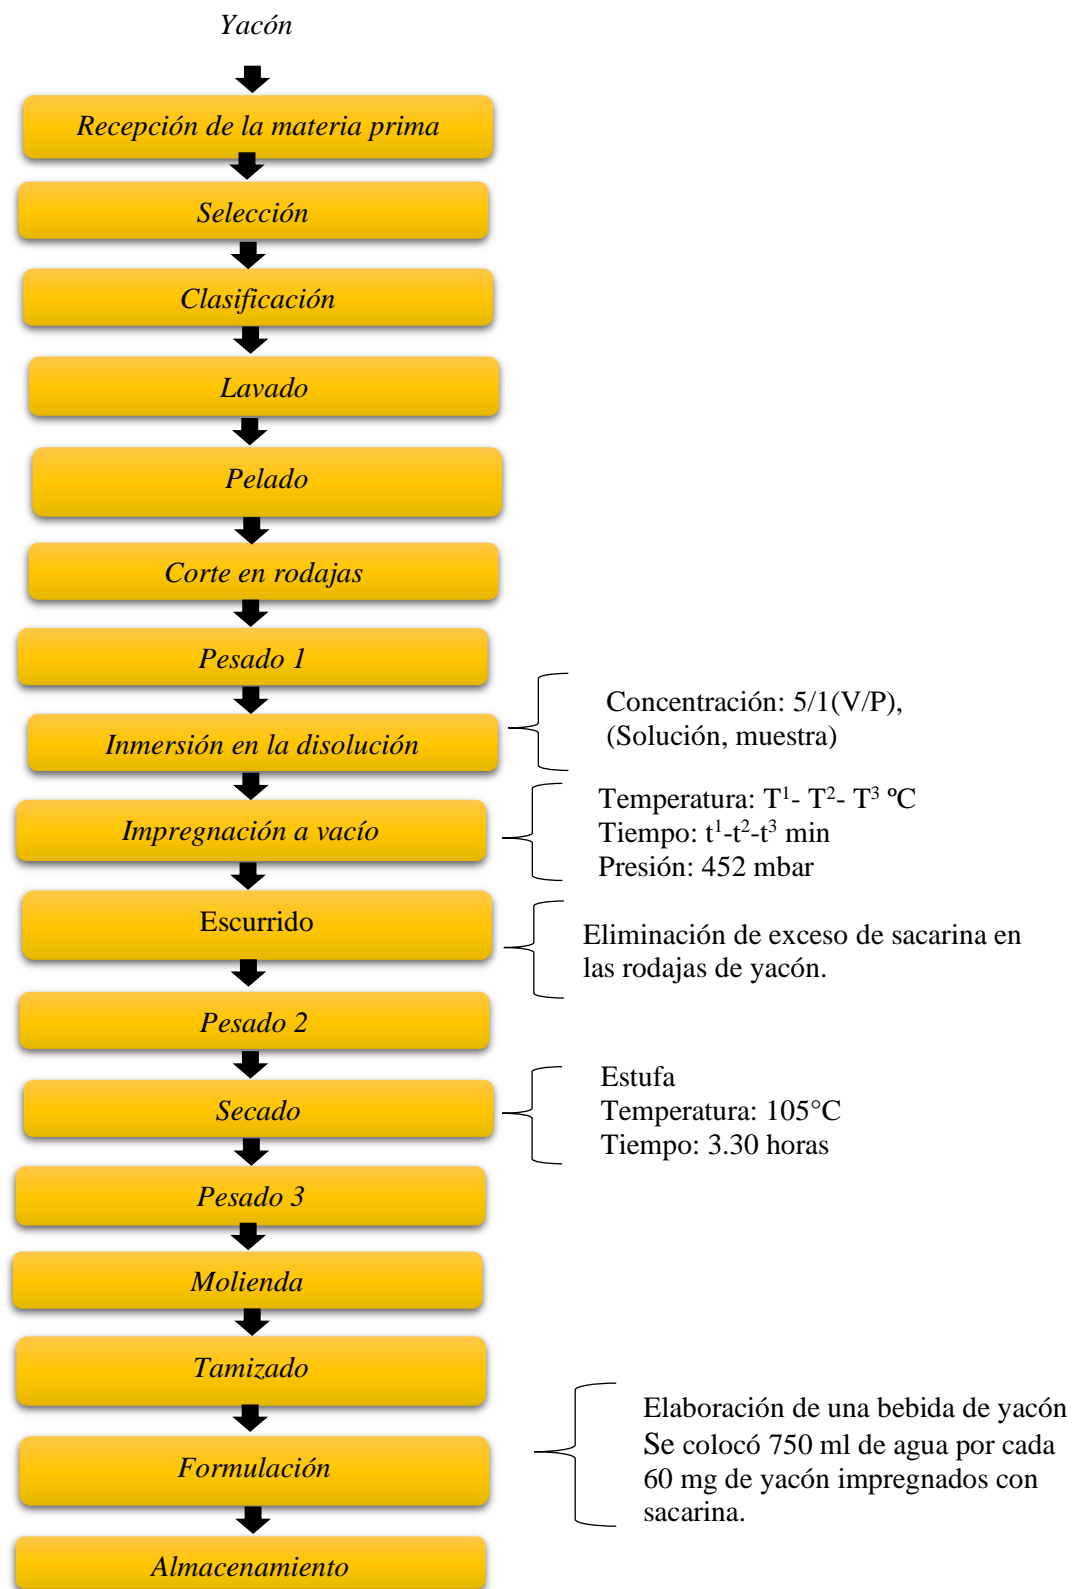 Yacón
Recepción de la materia prima
Selección
Clasificación
Lavado
Pelado
Corte en rodajas
Pesado 1
Inmersión en la disolución
Concentración: 5/1(V/P),
(Solución, muestra)
Impregnación a vacío
Temperatura: T¹- T²- T³ ºC
Tiempo: t¹-t²-t³ min
Presión: 452 mbar
Escurrido
Eliminación de exceso de sacarina en
las rodajas de yacón.
Pesado 2
Secado
Estufa
Temperatura: 105°C
Tiempo: 3.30 horas
Pesado 3
Molienda
Tamizado
Formulación
Elaboración de una bebida de yacón
Se colocó 750 ml de agua por cada
60 mg de yacón impregnados con
sacarina.
Almacenamiento